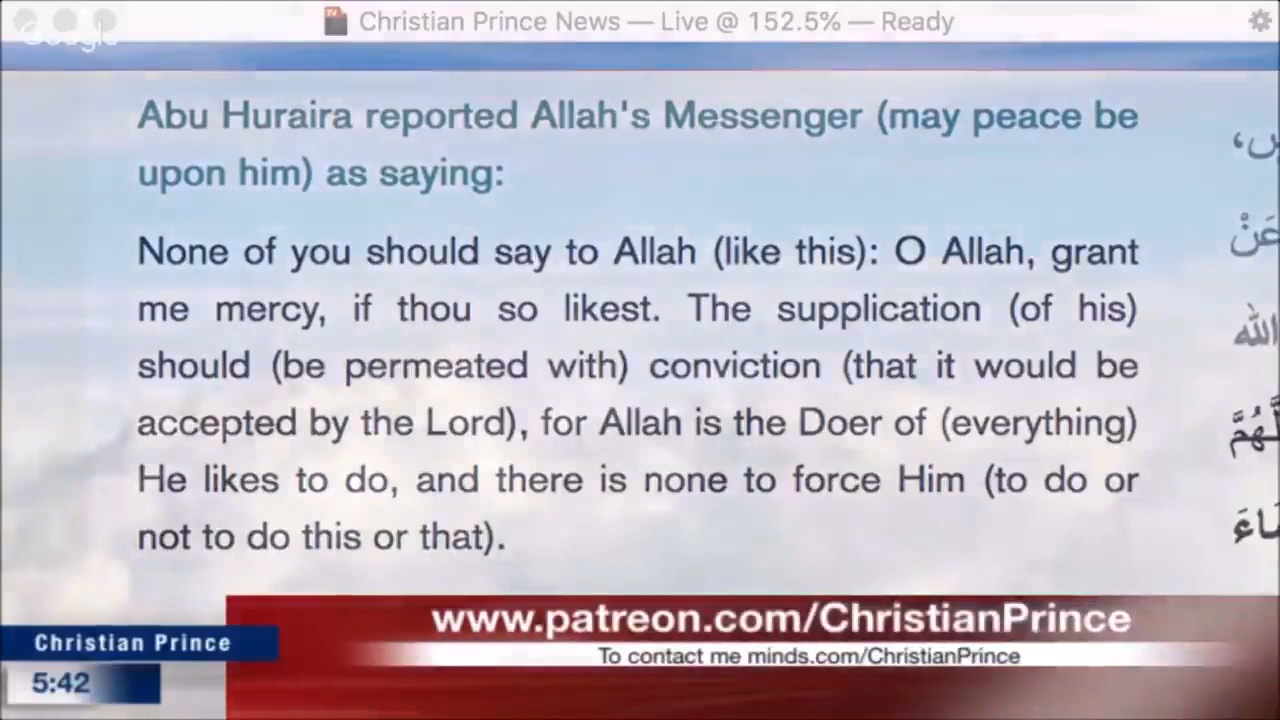 Christian Prince News — Live @ 152.5% — Ready
Google
Abu Huraira reported Allah's Messenger (may peace be
upon him) as saying:
None of you should say to Allah (like this): O Allah, grant
me mercy, if thou so likest. The supplication (of his)
should (be permeated with) conviction (that it would be
accepted by the Lord), for Allah is the Doer of (everything)
He likes to do, and there is none to force Him (to do or
not to do this or that).
عَنْ
الله
www.patreon.com/ChristianPrince
To contact me minds.com/ChristianPrince
Christian Prince
5:42